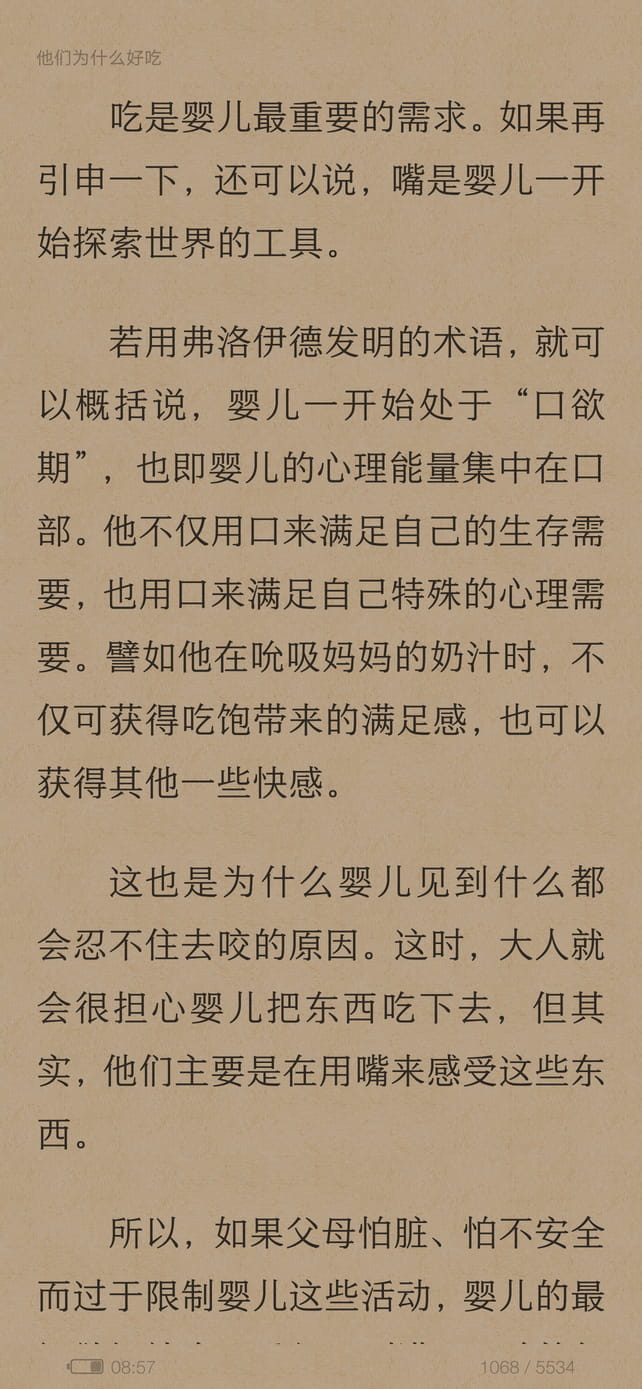 他们为什么好吃
吃是婴儿最重要的需求。如果再
引申一下，还可以说，嘴是婴儿一开
始探索世界的工具。
若用弗洛伊德发明的术语，就可
以概括说，婴儿一开始处于“口欲
期”，也即婴儿的心理能量集中在口
部。他不仅用口来满足自己的生存需
要，也用口来满足自己特殊的心理需
要。譬如他在吮吸妈妈的奶汁时，不
仅可获得吃饱带来的满足感，也可以
获得其他一些快感。
这也是为什么婴儿见到什么都
会忍不住去咬的原因。这时，大人就
会很担心婴儿把东西吃下去，但其
实，他们主要是在用嘴来感受这些东
西。
所以，如果父母怕脏、怕不安全
而过于限制婴儿这些活动，婴儿的最
08:57
1068 / 5534